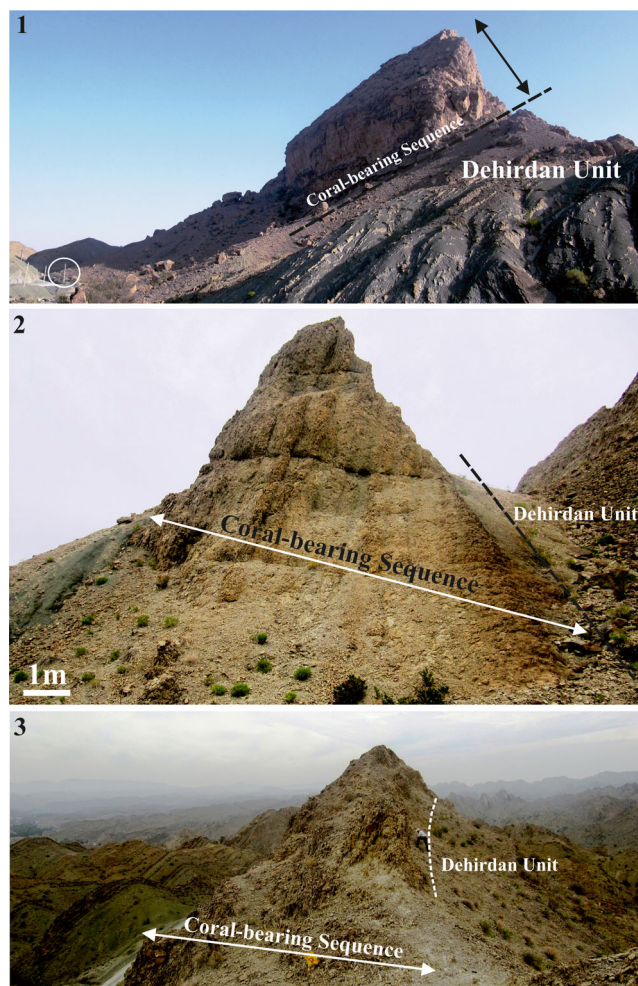 1
Coral-bearing Sequence
Dehirdan Unit
2
Coral-bearing Sequence
Dehirdan Unit
1m
3
Dehirdan Unit
Coral-bearing Sequence